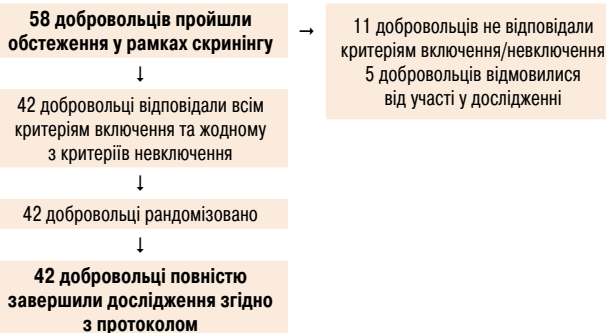 58 добровольців пройшли
обстеження у рамках скринінгу
→
11 добровольців не відповідали
критеріям включення/невключення
5 добровольців відмовилися
від участі у дослідженні
↓
42 добровольці відповідали всім
критеріям включення та жодному
з критеріїв невключення
↓
42 добровольці рандомізовано
↓
42 добровольці повністю
завершили дослідження згідно
з протоколом